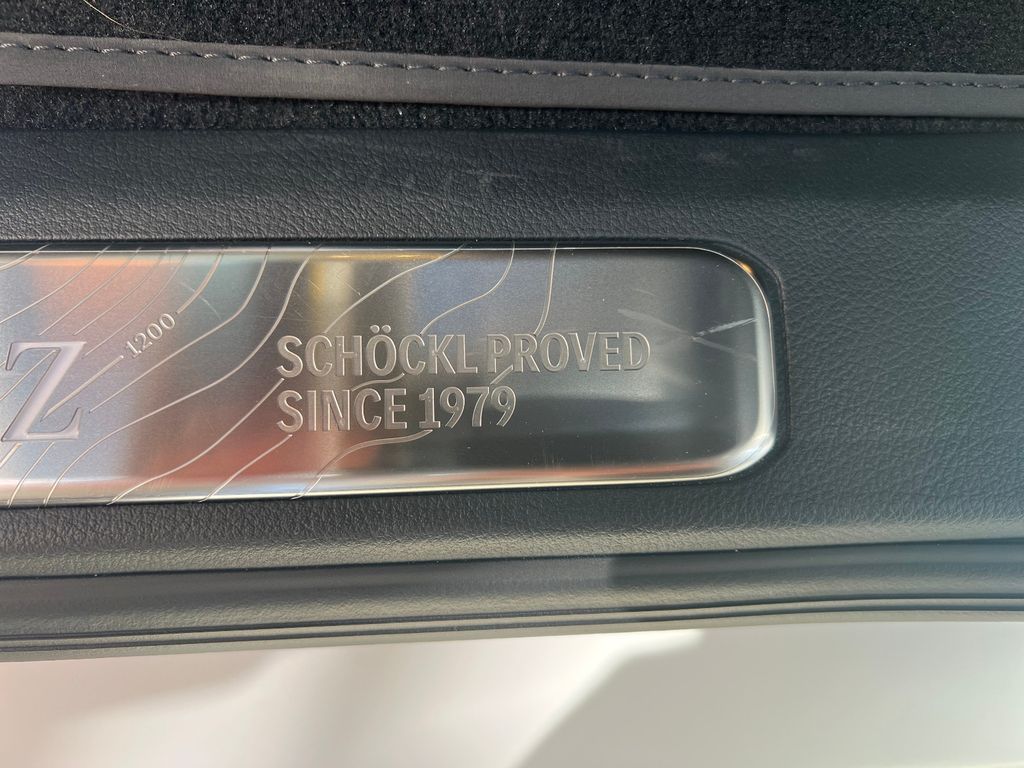 Z
1200
SCHÖCKL PROVED
SINCE 1979